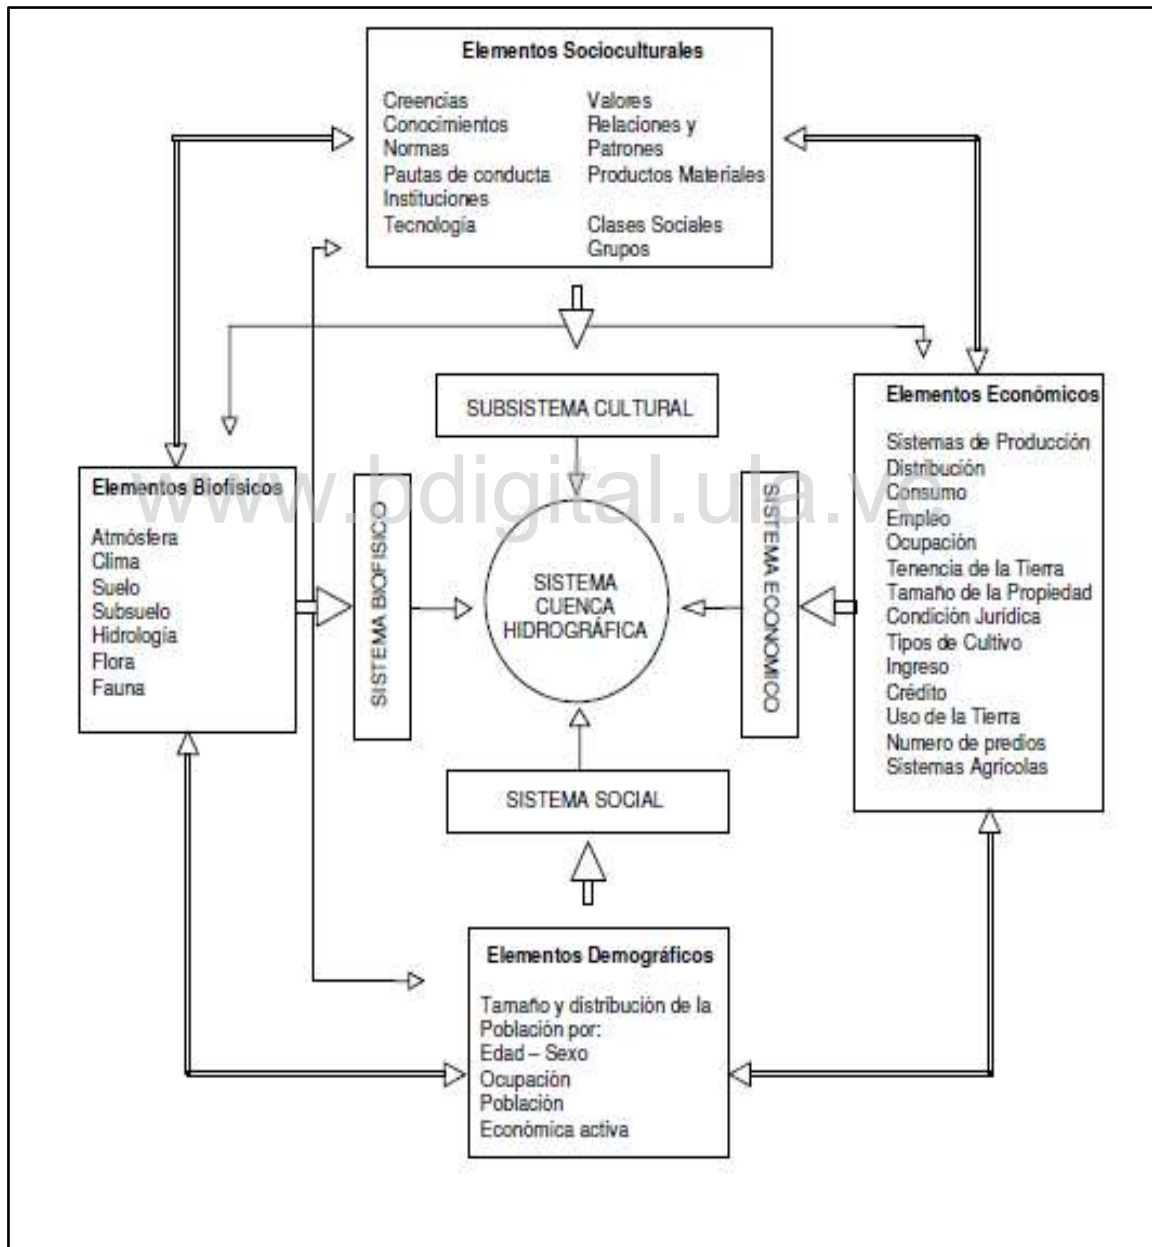 Elementos Socioculturales
Creencias
Conocimientos
Normas
Pautas de conducta
Instituciones
Tecnología
Valores
Relaciones y
Patrones
Productos Materiales
Clases Sociales
Grupos
SUBSISTEMA CULTURAL
Elementos Biofísicos
Atmósfera
Clima
Suelo
Subsuelo
Hidrología
Flora
Fauna
SISTEMA BIOFISICO
SISTEMA
CUENCA
HIDROGRÁFICA
SISTEMA ECONOMICO
Elementos Económicos
Sistemas de Producción
Distribución
Consumo
Empleo
Ocupación
Tenencia de la Tierra
Tamaño de la Propiedad
Condición Jurídica
Tipos de Cultivo
Ingreso
Crédito
Uso de la Tierra
Numero de predios
Sistemas Agrícolas
SISTEMA SOCIAL
Elementos Demográficos
Tamaño y distribución de la
Población por:
Edad – Sexo
Ocupación
Población
Económica activa
www.bdigital.ula.ve